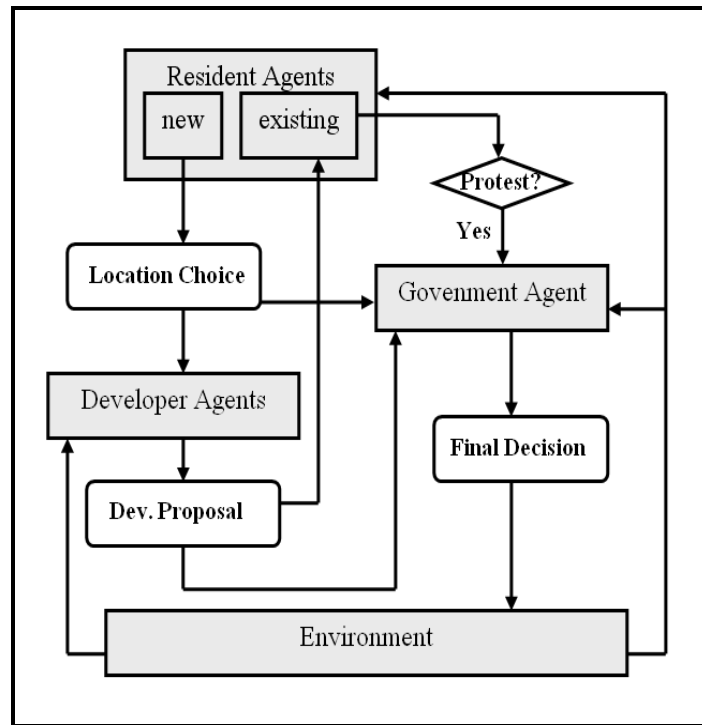 Resident Agents
new
existing
Protest?
Yes
Location Choice
Govenment Agent
Developer Agents
Final Decision
Dev. Proposal
Environment